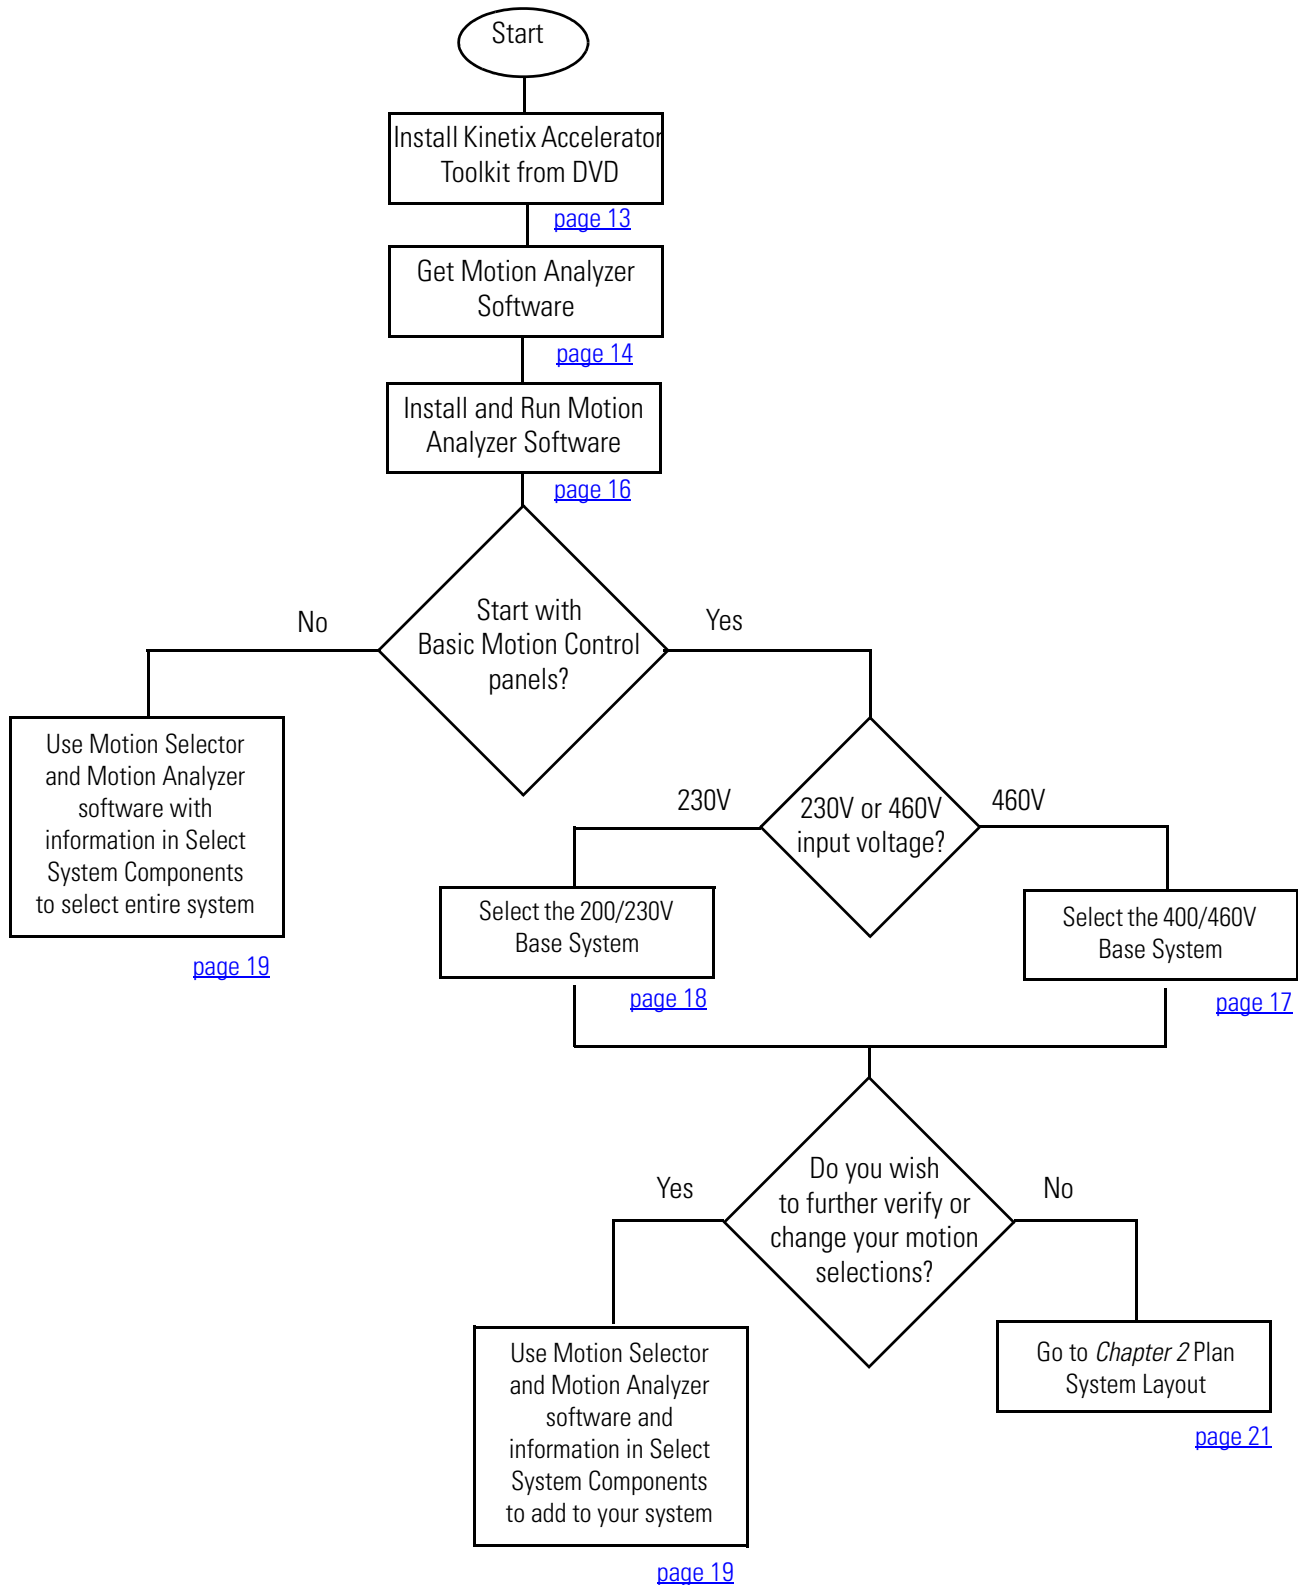 Start
Install Kinetix Accelerator
Toolkit from DVD
page 13
Get Motion Analyzer
Software
page 14
Install and Run Motion
Analyzer Software
page 16
Start with
Basic Motion Control
panels?
No
Yes
Use Motion Selector
and Motion Analyzer
software with
information in Select
System Components
to select entire system
page 19
230V or 460V
input voltage?
230V
460V
Select the 200/230V
Base System
page 18
Select the 400/460V
Base System
page 17
Do you wish
to further verify or
change your motion
selections?
Yes
No
Use Motion Selector
and Motion Analyzer
software and
information in Select
System Components
to add to your system
page 19
Go to Chapter 2 Plan
System Layout
page 21